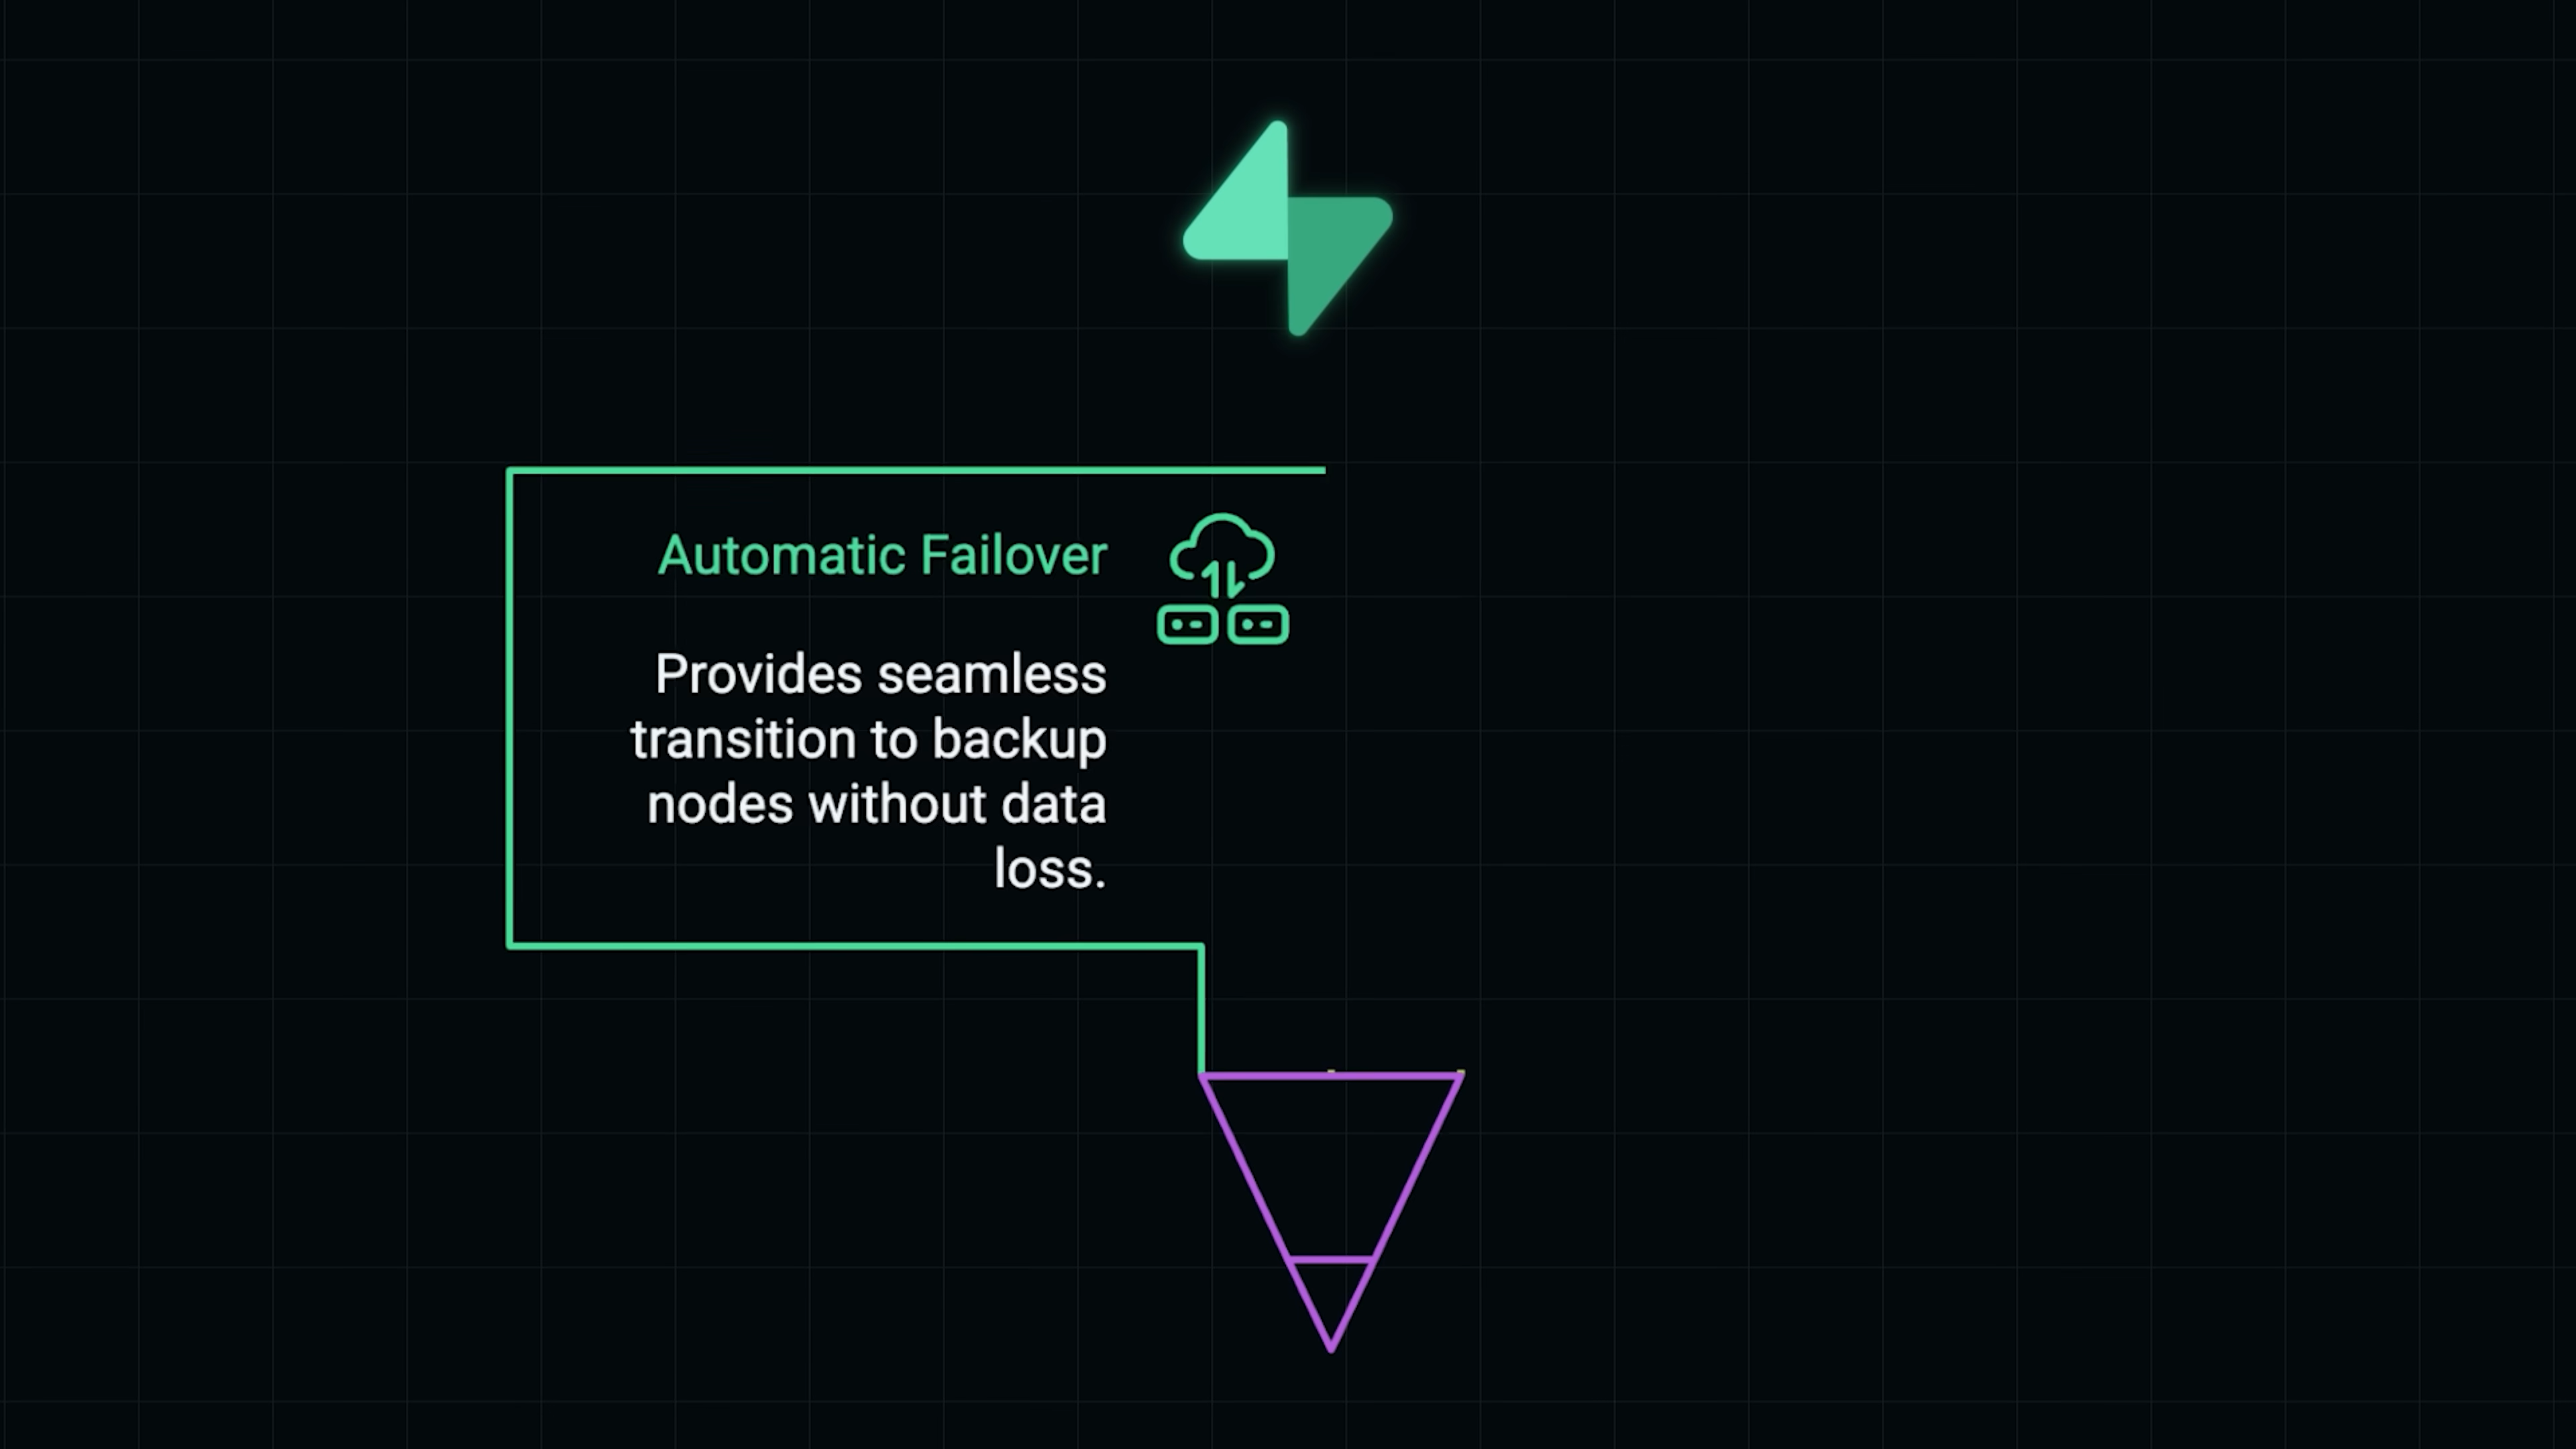 Automatic Failover
Provides seamless
transition to backup
nodes without data
loss.